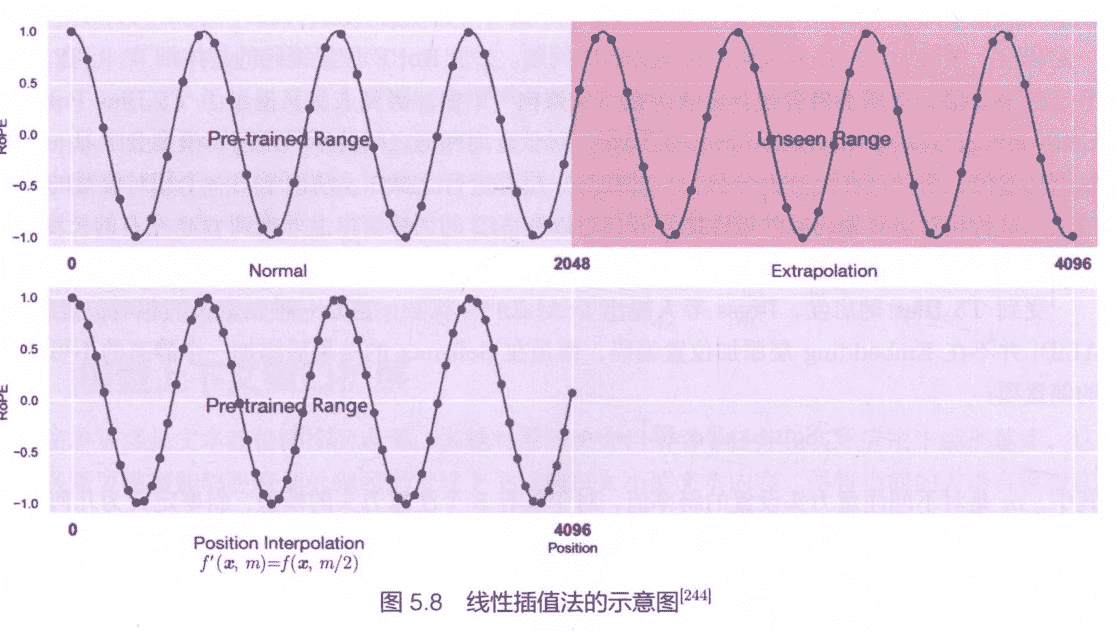 1.0
0.5
0.0
−0.5
−1.0
RoPE
Pre-trained Range
Unseen Range
0
2048
4096
Normal
Extrapolation
1.0
0.5
0.0
−0.5
−1.0
RoPE
Pre-trained Range
0
4096
Position Interpolation
Position
f′(x, m)=f(x, m/2)
图 5.8 线性插值法的示意图[244]